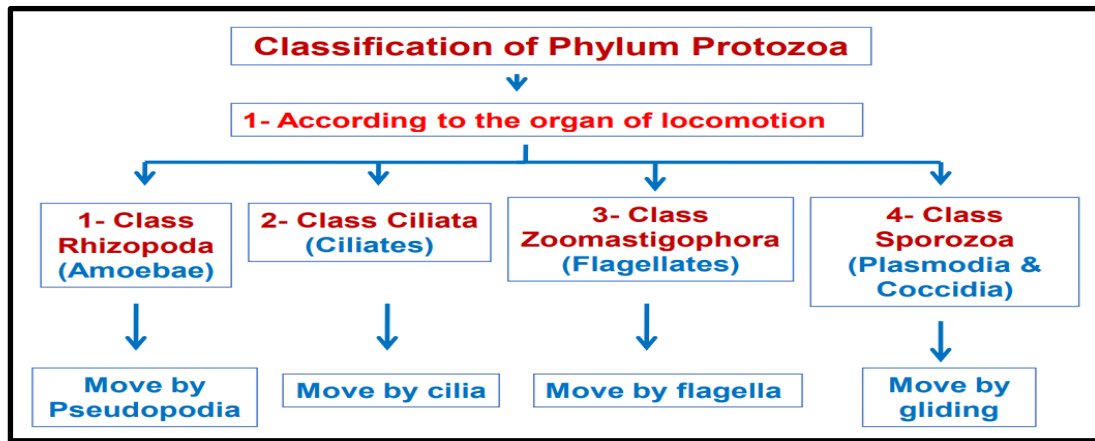 Classification of Phylum Protozoa
1- According to the organ of locomotion
1- Class
Rhizopoda
(Amoebae)
2- Class Ciliata
(Ciliates)
3- Class
Zoomastigophora
(Flagellates)
4- Class
Sporozoa
(Plasmodia &
Coccidia)
Move by
Pseudopodia
Move by cilia
Move by flagella
Move by
gliding